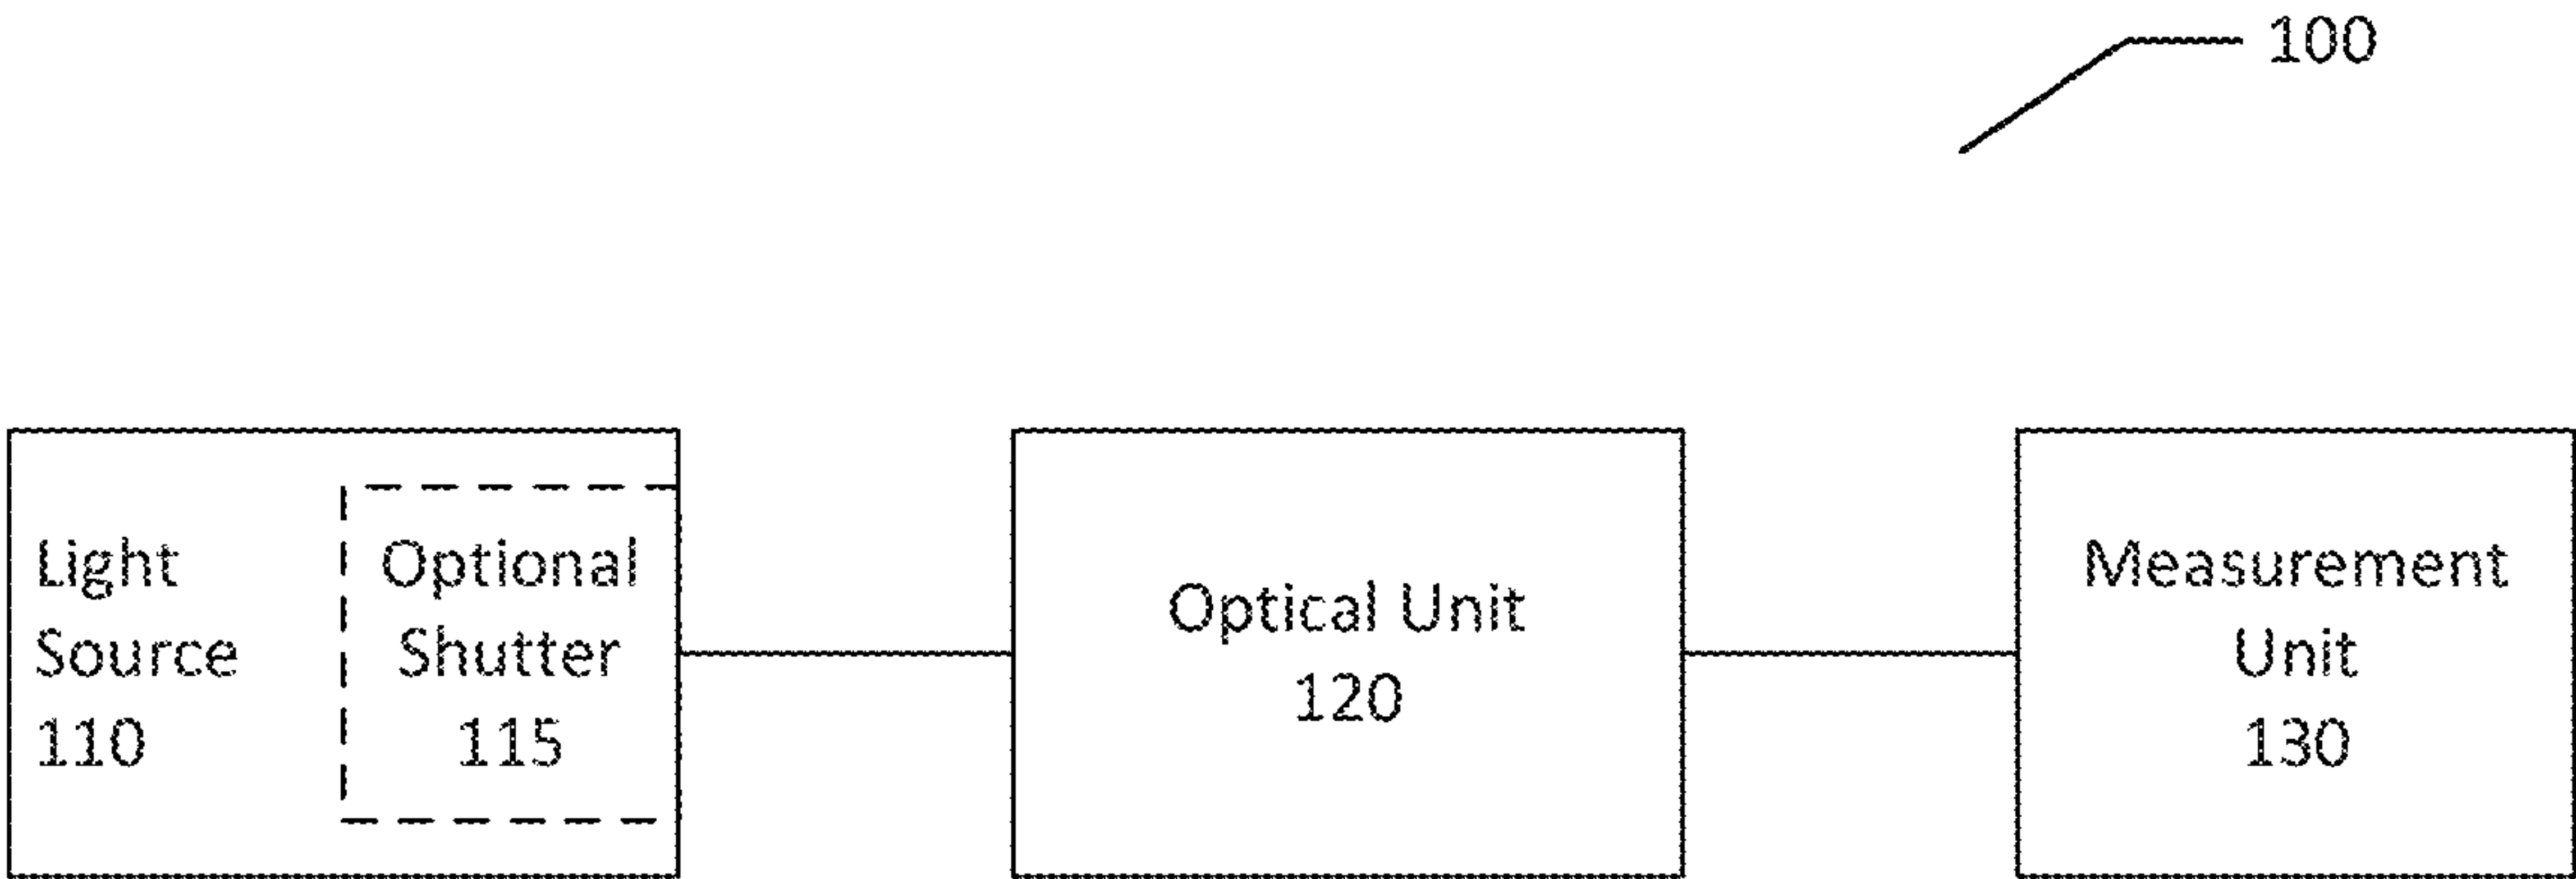 100
Light
Source
110
Optional
Shutter
115
Optical Unit
120
Measurement
Unit
130